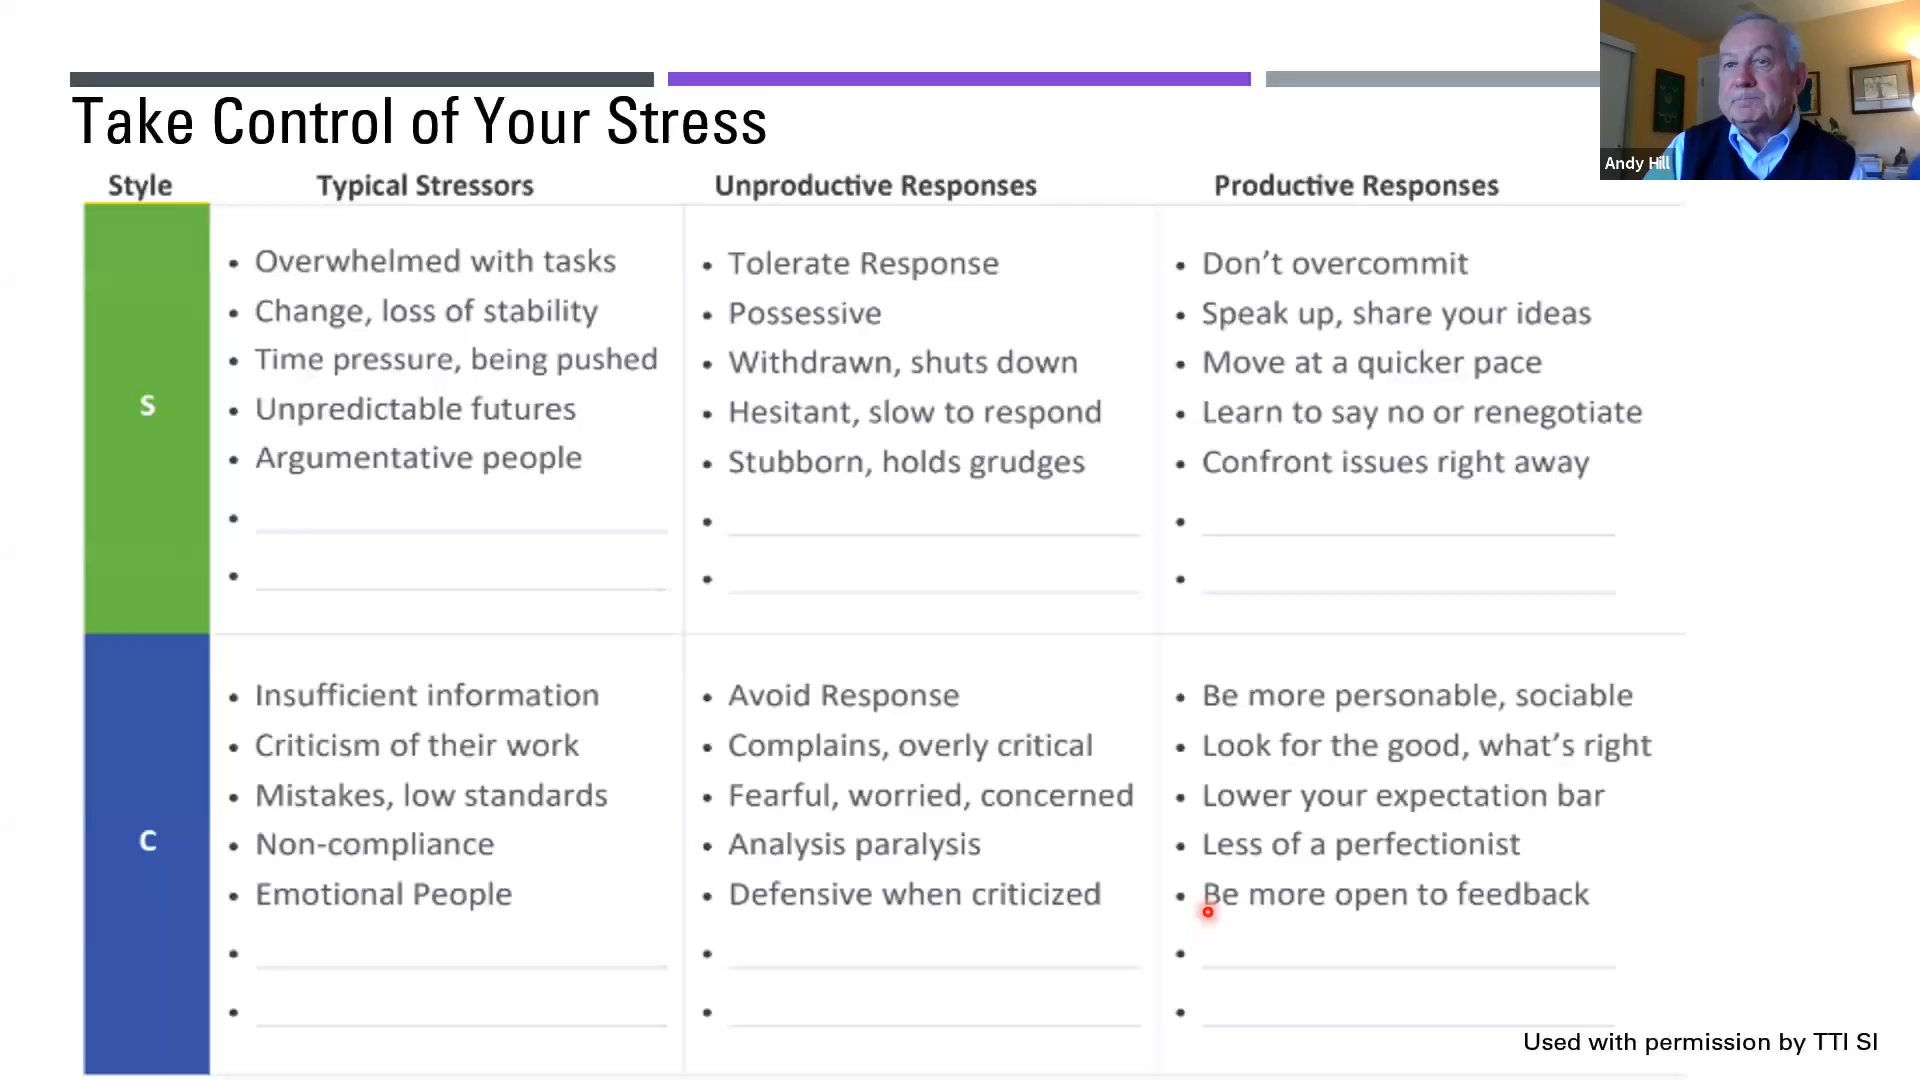 Take Control of Your Stress
Andy Hill
Style Typical Stressors Unproductive Responses Productive Responses
S
Overwhelmed with tasks
Change, loss of stability
Time pressure, being pushed
Unpredictable futures
Argumentative people
Tolerate Response
Possessive
Withdrawn, shuts down
Hesitant, slow to respond
Stubborn, holds grudges
Don’t overcommit
Speak up, share your ideas
Move at a quicker pace
Learn to say no or renegotiate
Confront issues right away
C
Insufficient information
Criticism of their work
Mistakes, low standards
Non-compliance
Emotional People
Avoid Response
Complains, overly critical
Fearful, worried, concerned
Analysis paralysis
Defensive when criticized
Be more personable, sociable
Look for the good, what’s right
Lower your expectation bar
Less of a perfectionist
Be more open to feedback
Used with permission by TTI SI